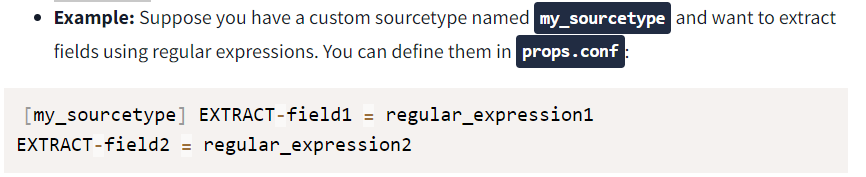 • Example: Suppose you have a custom sourcetype named my_sourcetype and want to extract
fields using regular expressions. You can define them in props.conf:
[my_sourcetype] EXTRACT-field1 = regular_expression1
EXTRACT-field2 = regular_expression2